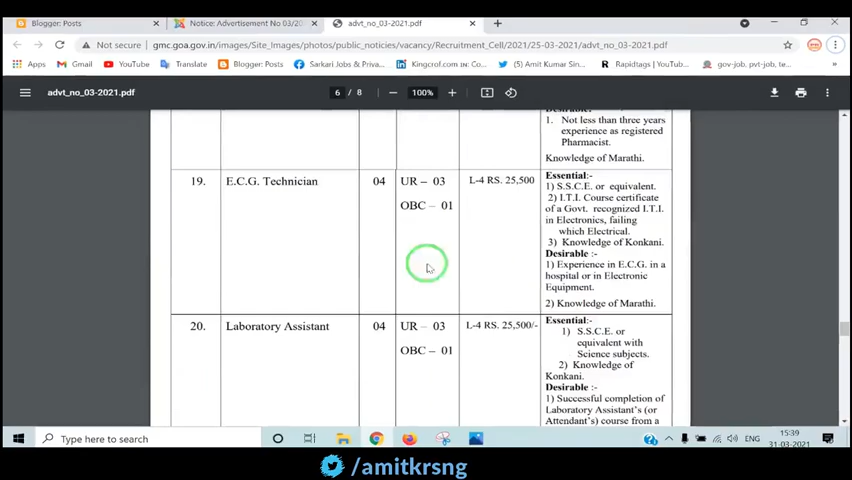 Blogger: Posts
Notice: Advertisement No 03/20
advt_no_03-2021.pdf
Not secure gmc.goa.gov.in/images/Site_Images/photos/public_noticies/vacancy/Recruitment_Cell/2021/25-03-2021/advt_no_03-2021.pdf
Apps Gmail YouTube Translate Blogger: Posts Sarkari Jobs & Priva... Kingcrof.com in Kingcrof.com IN | Lin... (5) Amit Kumar Sin... Rapidtags | YouTub... gov-job. pvt-job, tn...
advt_no_03-2021.pdf 6 / 8 100%
Desirable:
1. Not less than three years
experience as registered
Pharmacist.
Knowledge of Marathi.
19. E.C.G. Technician 04 UR – 03 L-4 RS. 25,500
OBC – 01
Essential:-
1) S.S.C.E. or equivalent.
2) I.T.I. Course certificate
of a Govt. recognized I.T.I.
in Electronics, failing
which Electrical.
3) Knowledge of Konkani.
Desirable :-
1) Experience in E.C.G. in a
hospital or in Electronic
Equipment.
2) Knowledge of Marathi.
20. Laboratory Assistant 04 UR – 03 L-4 RS. 25,500/-
OBC – 01
Essential:-
1) S.S.C.E. or
equivalent with
Science subjects.
2) Knowledge of
Konkani.
Desirable :-
1) Successful completion of
Laboratory Assistant's (or
Attendant's) course from a
Type here to search
ENG
15:39
31-03-2021
/amitkrsng